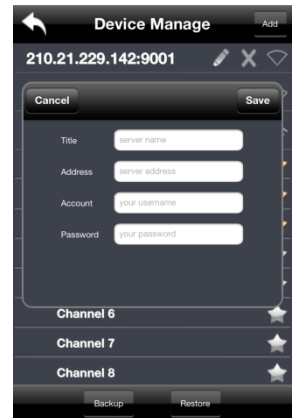 Device Manage
Add
210.21.229.142:9001
Cancel
Save
Title
server name
Address
server address
Account
your username
Password
your password
Channel 6
Channel 7
Channel 8
Backup
Restore